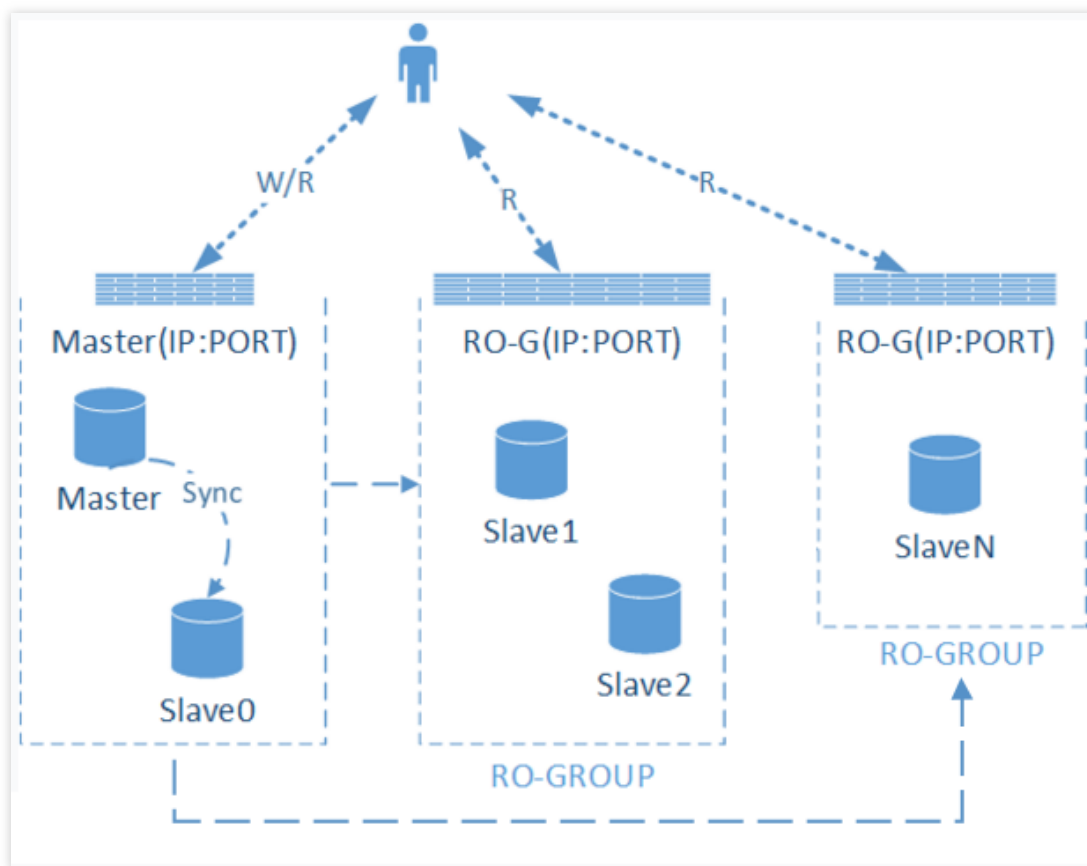 W/R
R
R
Master(IP:PORT)
RO-G(IP:PORT)
RO-G(IP:PORT)
Master
Sync
Slave0
Slave1
Slave2
RO-GROUP
SlaveN
RO-GROUP